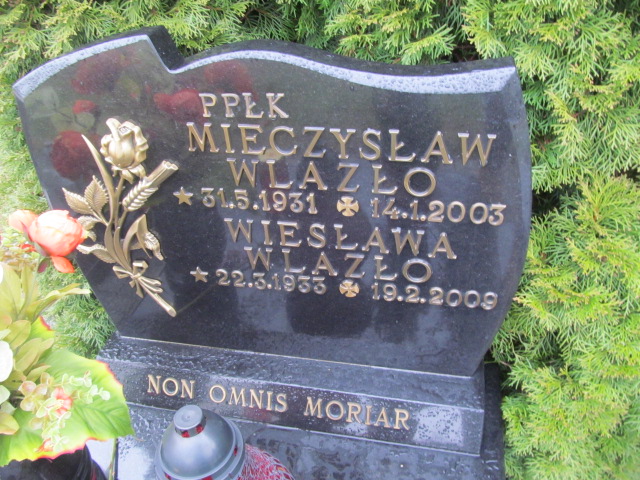 PPŁK
MIECZYSŁAW
WLAZŁO
31.5.1931 14.1.2003
WIESŁAWA
WLAZŁO
22.3.1933 19.2.2009
NON OMNIS MORIAR